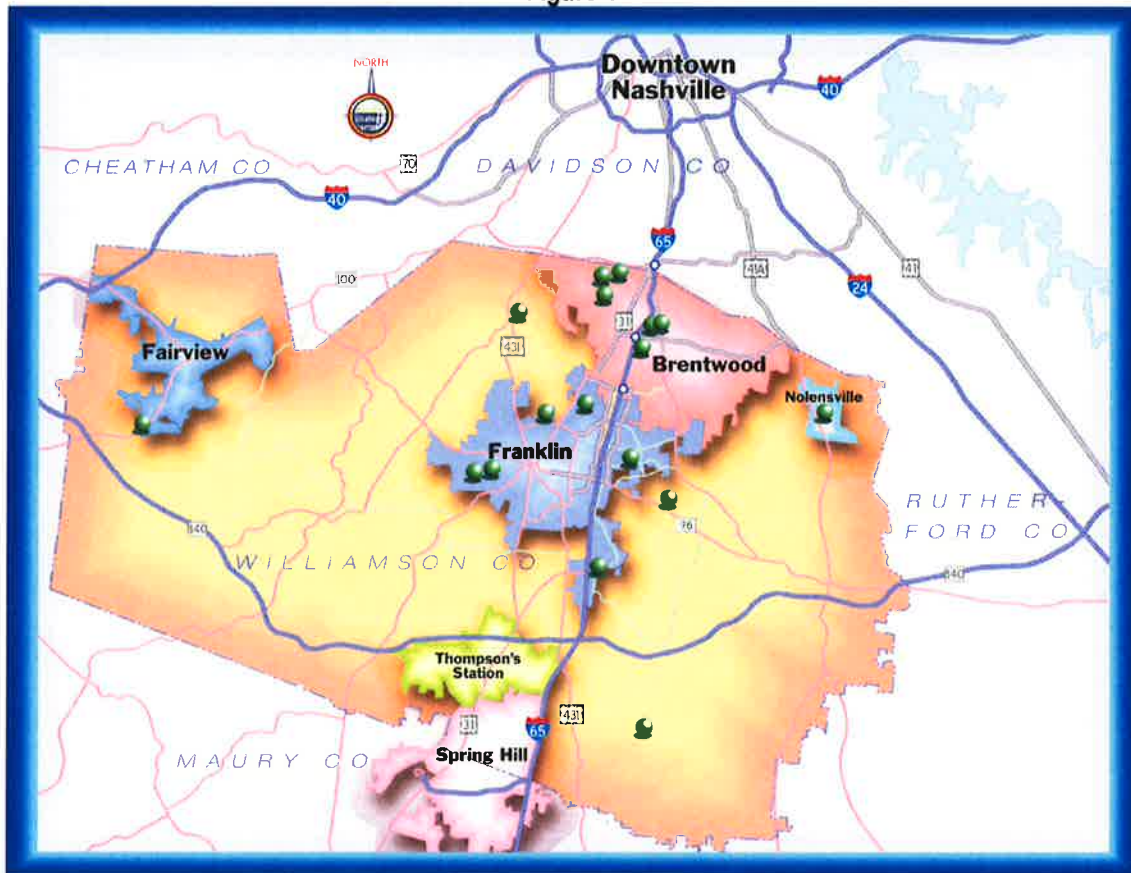 Downtown
Nashville
NORTH
40
CHEATHAM CO
70
DAVIDSON CO
40
65
100
41A
41
24
31
431
Fairview
Brentwood
Nolensville
Franklin
RUTHER-
FORD CO
96
840
WILLIAMSON CO
840
Thompson's
Station
31
65
431
Spring Hill
MAURY CO